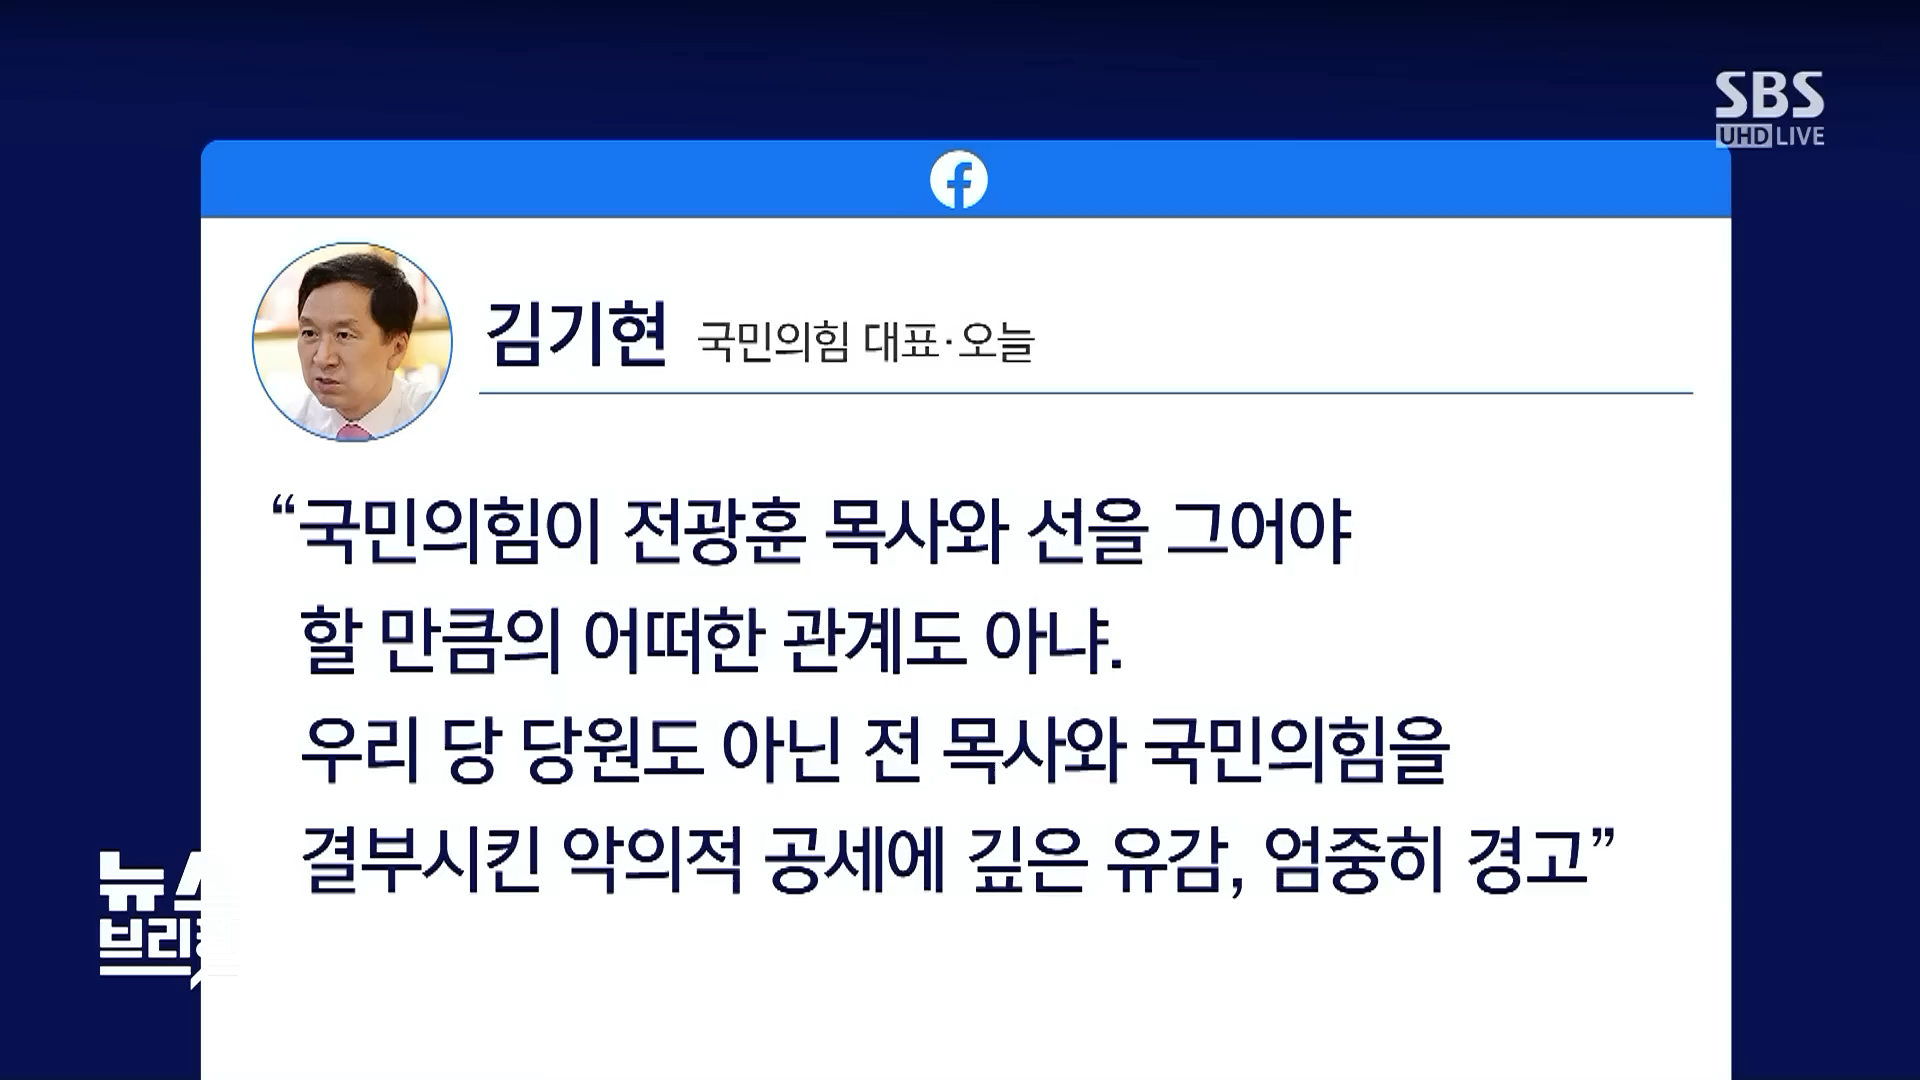 SBS
UHD LIVE
김기현 국민의힘 대표·오늘
“국민의힘이 전광훈 목사와 선을 그어야
할 만큼의 어떠한 관계도 아냐.
우리 당 당원도 아닌 전 목사와 국민의힘을
결부시킨 악의적 공세에 깊은 유감, 엄중히 경고”